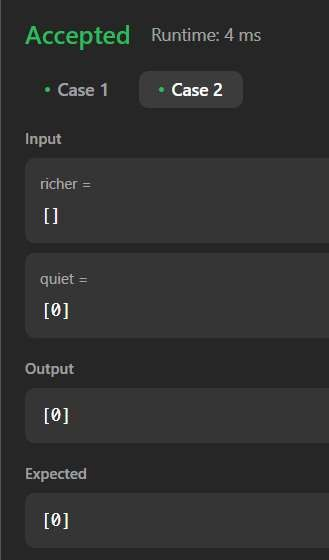 Accepted Runtime: 4 ms
• Case 1 • Case 2
Input
richer =
[]
quiet =
[0]
Output
[0]
Expected
[0]